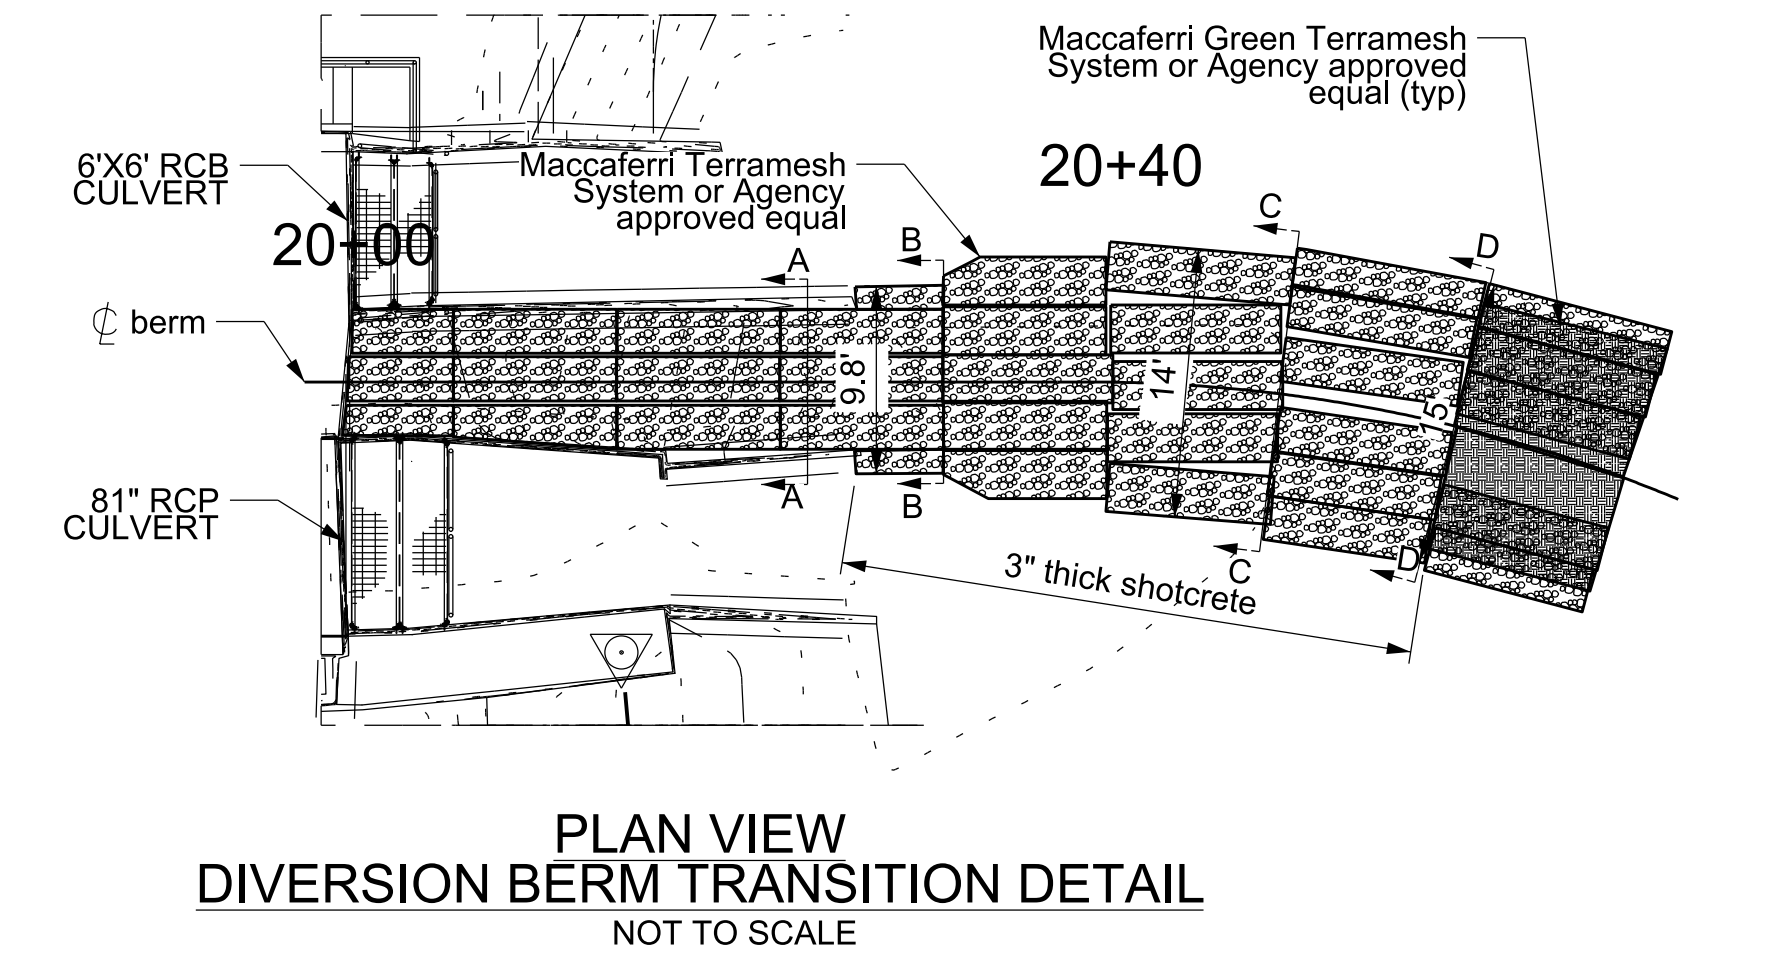 Maccaferri Green Terramesh
System or Agency approved
equal (typ)
20+40
6'X6' RCB
CULVERT
Maccaferri Terramesh
System or Agency
approved equal
20+00
C
B
D
A
℄ berm
9.8'
14'
15'
81" RCP
CULVERT
A
B
C
D
3" thick shotcrete
PLAN VIEW
DIVERSION BERM TRANSITION DETAIL
NOT TO SCALE